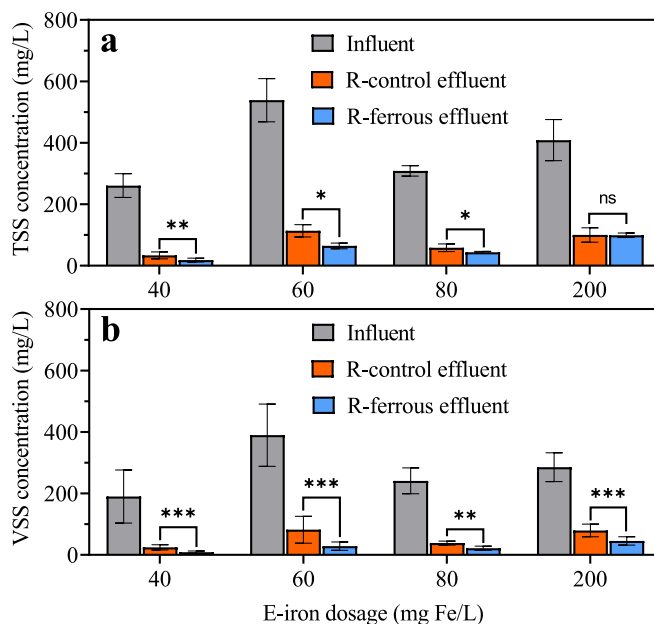 a
TSS concentration (mg/L)
800
600
400
200
0
Influent
R-control effluent
R-ferrous effluent
**
*
*
ns
40
60
80
200
b
VSS concentration (mg/L)
800
600
400
200
0
Influent
R-control effluent
R-ferrous effluent
***
***
**
***
40
60
80
200
E-iron dosage (mg Fe/L)